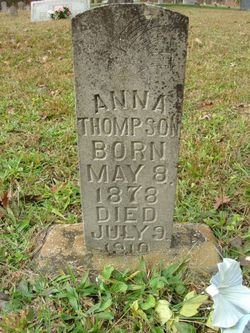 ANNA
THOMPSON
BORN
MAY 8.
1878
DIED
JULY 9.
1910.